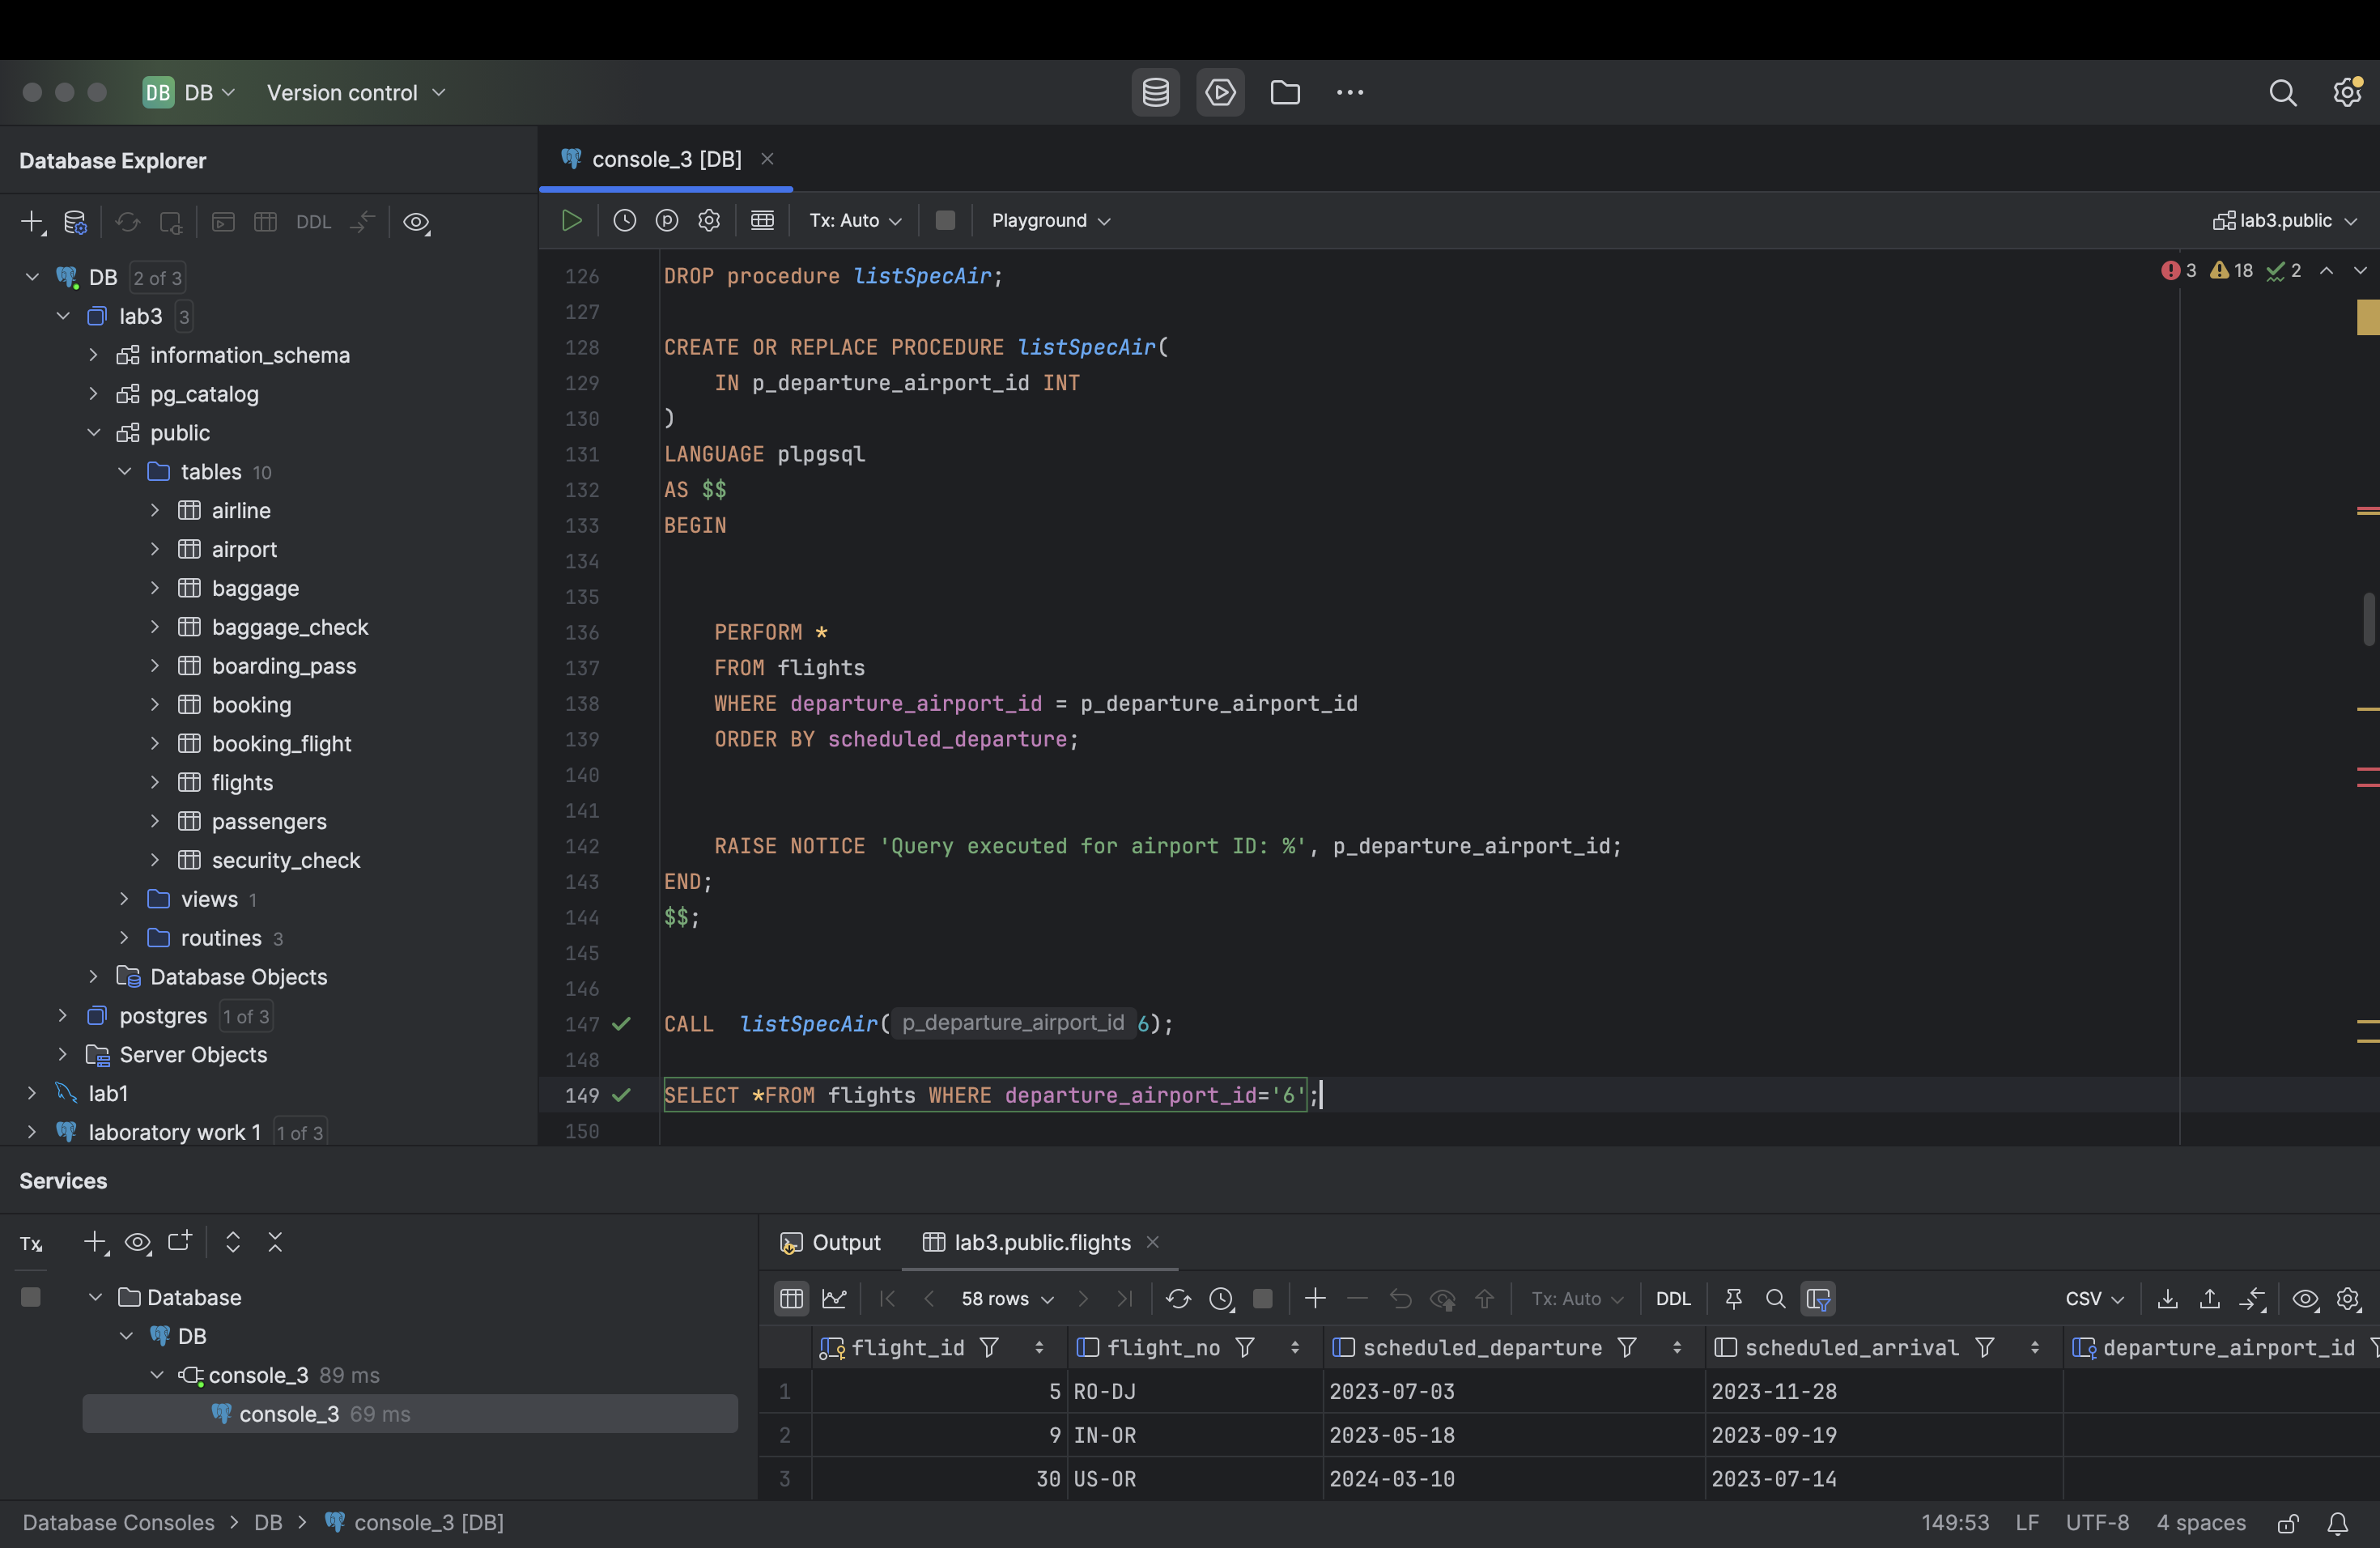 DB DB Version control
Database Explorer
console_3 [DB]
DDL
Tx: Auto Playground lab3.public
DB 2 of 3
lab3 3
information_schema
pg_catalog
public
tables 10
airline
airport
baggage
baggage_check
boarding_pass
booking
booking_flight
flights
passengers
security_check
views 1
routines 3
Database Objects
postgres 1 of 3
Server Objects
lab1
laboratory work 1 1 of 3
3 18 2
126 DROP procedure listSpecAir;
127
128 CREATE OR REPLACE PROCEDURE listSpecAir(
129 IN p_departure_airport_id INT
130 )
131 LANGUAGE plpgsql
132 AS $$
133 BEGIN
134
135
136 PERFORM *
137 FROM flights
138 WHERE departure_airport_id = p_departure_airport_id
139 ORDER BY scheduled_departure;
140
141
142 RAISE NOTICE 'Query executed for airport ID: %', p_departure_airport_id;
143 END;
144 $$;
145
146
147 CALL listSpecAir( p_departure_airport_id 6);
148
149 SELECT *FROM flights WHERE departure_airport_id='6';
150
Services
Tx
Database
DB
console_3 89 ms
console_3 69 ms
Output lab3.public.flights
58 rows Tx: Auto DDL CSV
flight_id flight_no scheduled_departure scheduled_arrival departure_airport_id
1 5 RO-DJ 2023-07-03 2023-11-28
2 9 IN-OR 2023-05-18 2023-09-19
3 30 US-OR 2024-03-10 2023-07-14
Database Consoles > DB > console_3 [DB]
149:53 LF UTF-8 4 spaces